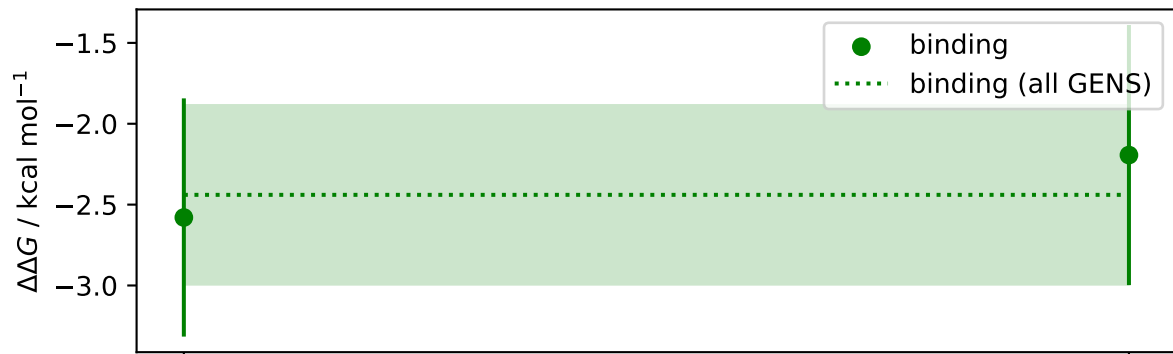 −1.5
−2.0
−2.5
−3.0
ΔΔG / kcal mol⁻¹
binding
binding (all GENS)